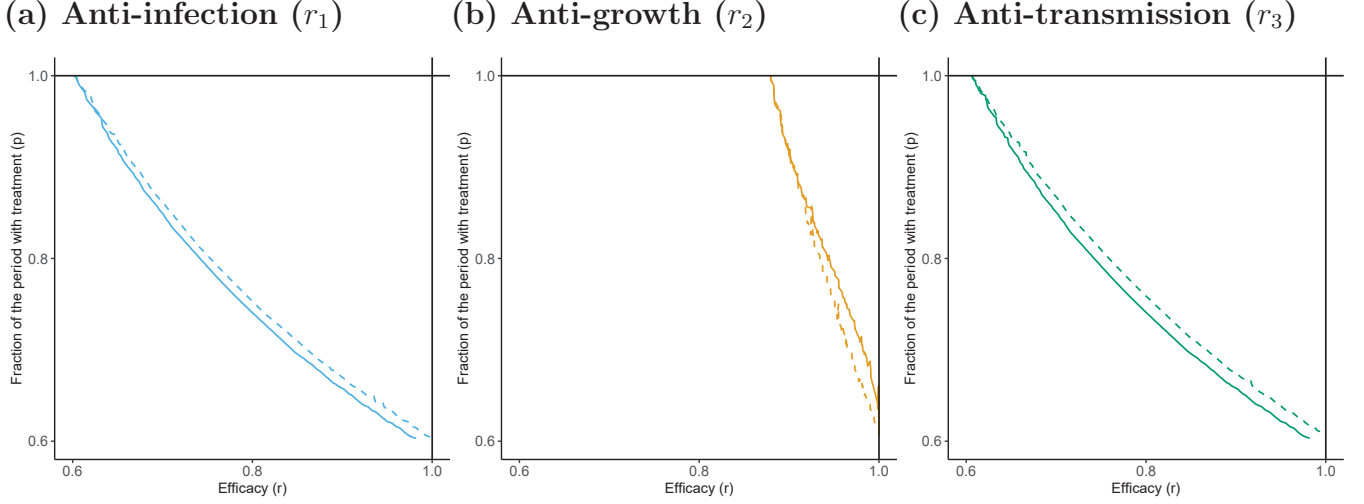 (a) Anti-infection (r₁)
1.0
0.8
0.6
Fraction of the period with treatment (p)
0.6
0.8
1.0
Efficacy (r)
(b) Anti-growth (r₂)
1.0
0.8
0.6
Fraction of the period with treatment (p)
0.6
0.8
1.0
Efficacy (r)
(c) Anti-transmission (r₃)
1.0
0.8
0.6
Fraction of the period with treatment (p)
0.6
0.8
1.0
Efficacy (r)